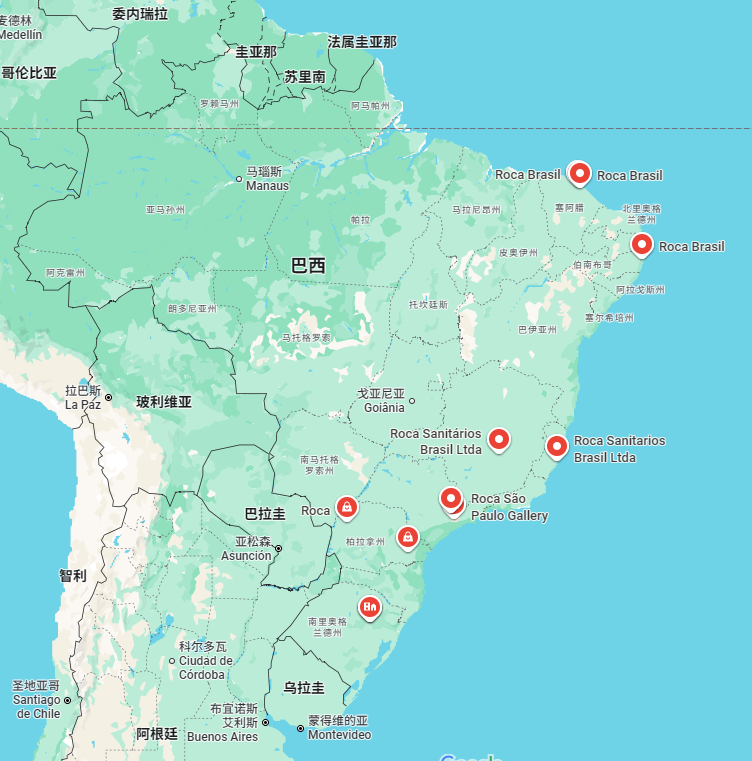 委内瑞拉
麦德林
Medellín
哥伦比亚
圭亚那
法属圭亚那
苏里南
罗赖马州
阿马帕州
马瑙斯
Manaus
亚马孙州
帕拉
马拉尼昂州
Roca Brasil
Roca Brasil
塞阿腊
北里奥格
兰德州
Roca Brasil
阿克雷州
巴西
皮奥伊州
伯南布哥
阿拉戈斯州
朗多尼亚州
托坎廷斯
塞尔希培州
巴伊亚州
马托格罗索
拉巴斯
La Paz
玻利维亚
戈亚尼亚
Goiânia
Roca Sanitários
Brasil Ltda
Roca Sanitarios
Brasil Ltda
南马托格
罗索州
Roca São
Paulo Gallery
Roca
巴拉圭
亚松森
Asunción
柏拉拿州
智利
南里奥格
兰德州
科尔多瓦
Ciudad de
Córdoba
圣地亚哥
Santiago
de Chile
乌拉圭
布宜诺斯
艾利斯
Buenos Aires
蒙得维的亚
Montevideo
阿根廷